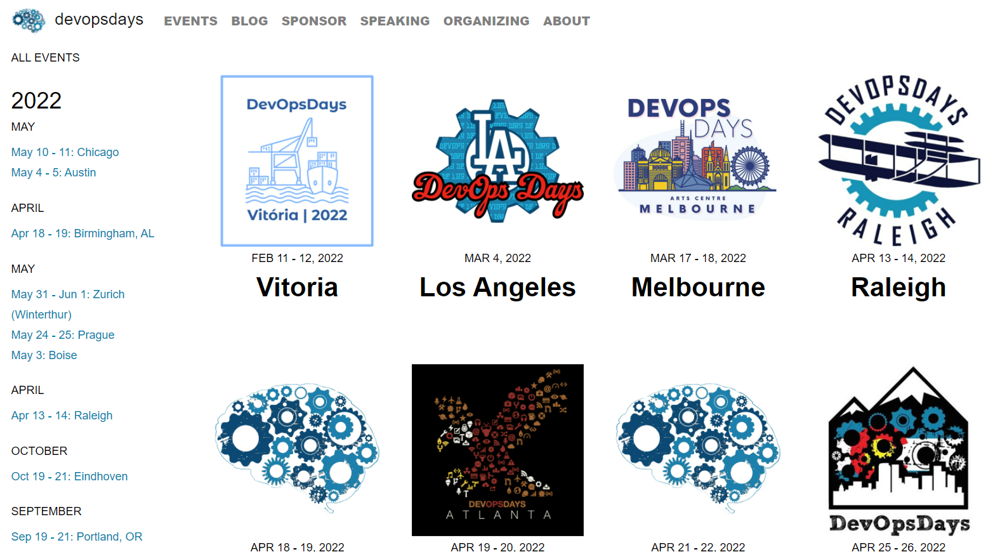 devopsdays
EVENTS BLOG SPONSOR SPEAKING ORGANIZING ABOUT
ALL EVENTS
2022
MAY
May 10 - 11: Chicago
May 4 - 5: Austin
APRIL
Apr 18 - 19: Birmingham, AL
MAY
May 31 - Jun 1: Zurich
(Winterthur)
May 24 - 25: Prague
May 3: Boise
APRIL
Apr 13 - 14: Raleigh
OCTOBER
Oct 19 - 21: Eindhoven
SEPTEMBER
Sep 19 - 21: Portland, OR
DevOpsDays
Vitória | 2022
FEB 11 - 12, 2022
Vitoria
LA
DevOps Days
MAR 4, 2022
Los Angeles
DEVOPS
DAYS
ARTS CENTRE
MELBOURNE
MAR 17 - 18, 2022
Melbourne
DEVOPSDAYS
RALEIGH
APR 13 - 14, 2022
Raleigh
APR 18 - 19, 2022
DEVOPSDAYS
ATLANTA
APR 19 - 20, 2022
APR 21 - 22, 2022
DevOpsDays
APR 25 - 26, 2022